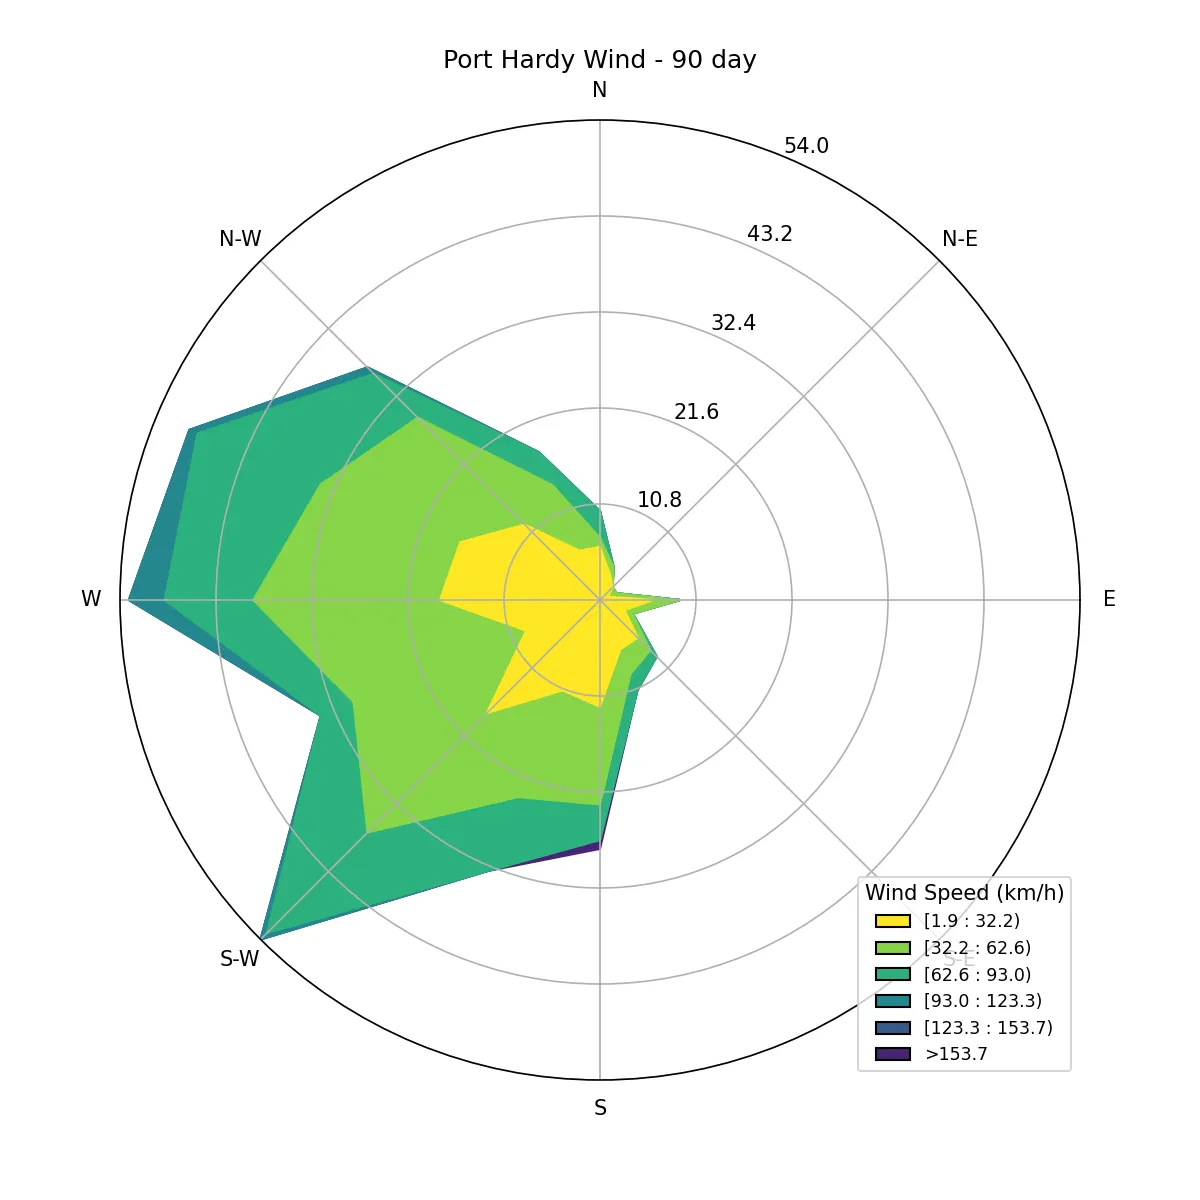 Port Hardy Wind - 90 day
N
54.0
N-W
N-E
43.2
32.4
21.6
10.8
W
E
Wind Speed (km/h)
[1.9 : 32.2)
[32.2 : 62.6)
S-W
S-E
[62.6 : 93.0)
[93.0 : 123.3)
[123.3 : 153.7)
>153.7
S